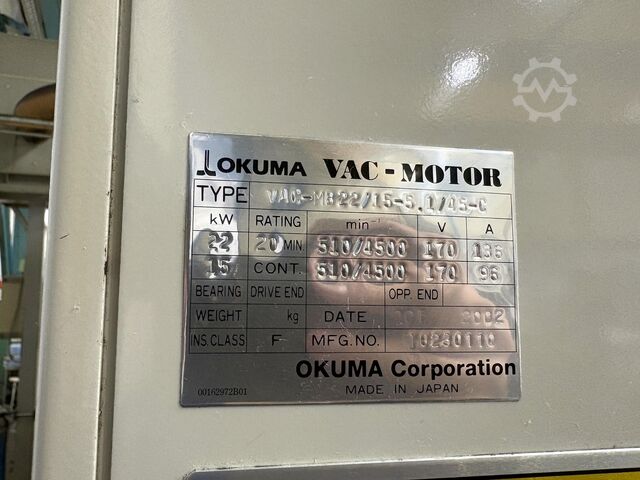 OKUMA VAC-MOTOR
TYPE VAC-MB22/15-5.1/45-C
kW RATING min⁻¹ V A
22 20 MIN 510/4500 170 136
15 CONT. 510/4500 170 96
BEARING DRIVE END OPP. END
WEIGHT kg DATE 2002
INS CLASS F MFG.NO.
OKUMA Corporation
00162972B01 MADE IN JAPAN